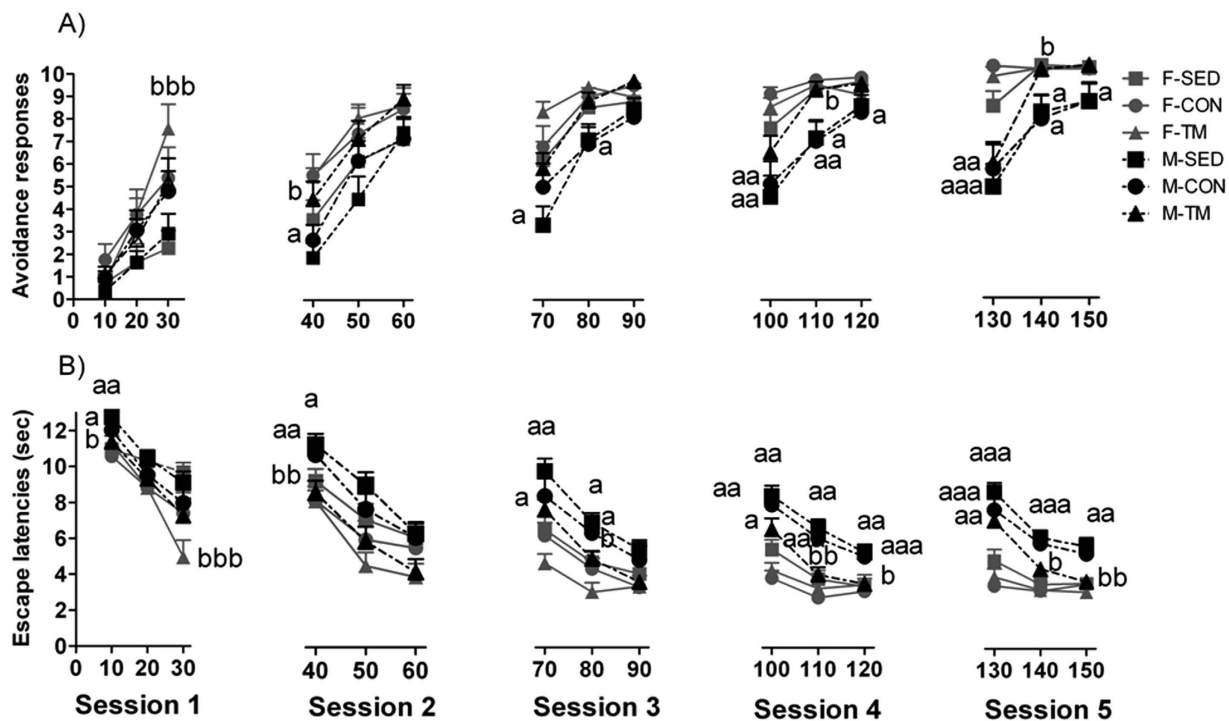 A)
Avoidance responses
10
9
8
7
6
5
4
3
2
1
0
bbb
b
a
a
a
b
a
aa
a
aa
aa
b
a
a
a
aa
aaa
F-SED
F-CON
F-TM
M-SED
M-CON
M-TM
0 10 20 30
40 50 60
70 80 90
100 110 120
130 140 150
B)
Escape latencies (sec)
12
10
8
6
4
2
0
aa
a
b
bbb
a
aa
bb
aa
a
a
a
b
aa
aa
aa
aa
a
aa
bb
aaa
b
aaa
aaa
aaa
aa
aa
b
bb
0 10 20 30
40 50 60
70 80 90
100 110 120
130 140 150
Session 1
Session 2
Session 3
Session 4
Session 5